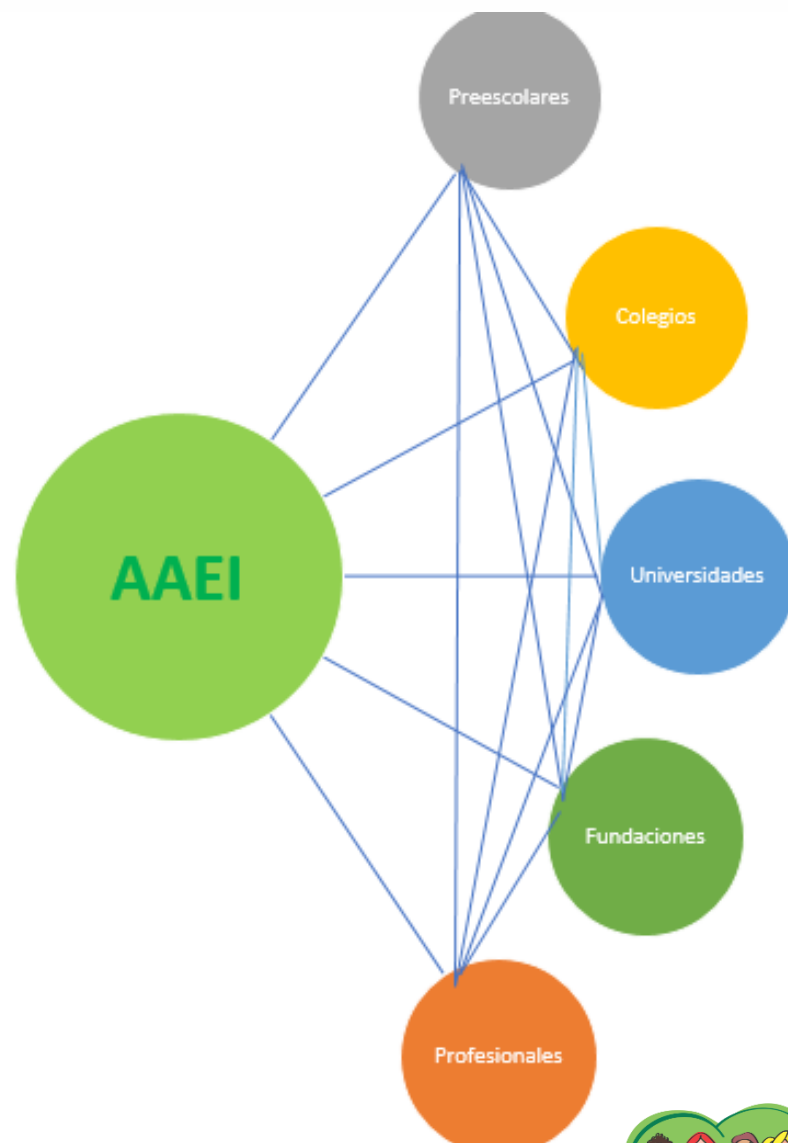 Preescolares
Colegios
AAEI
Universidades
Fundaciones
Profesionales